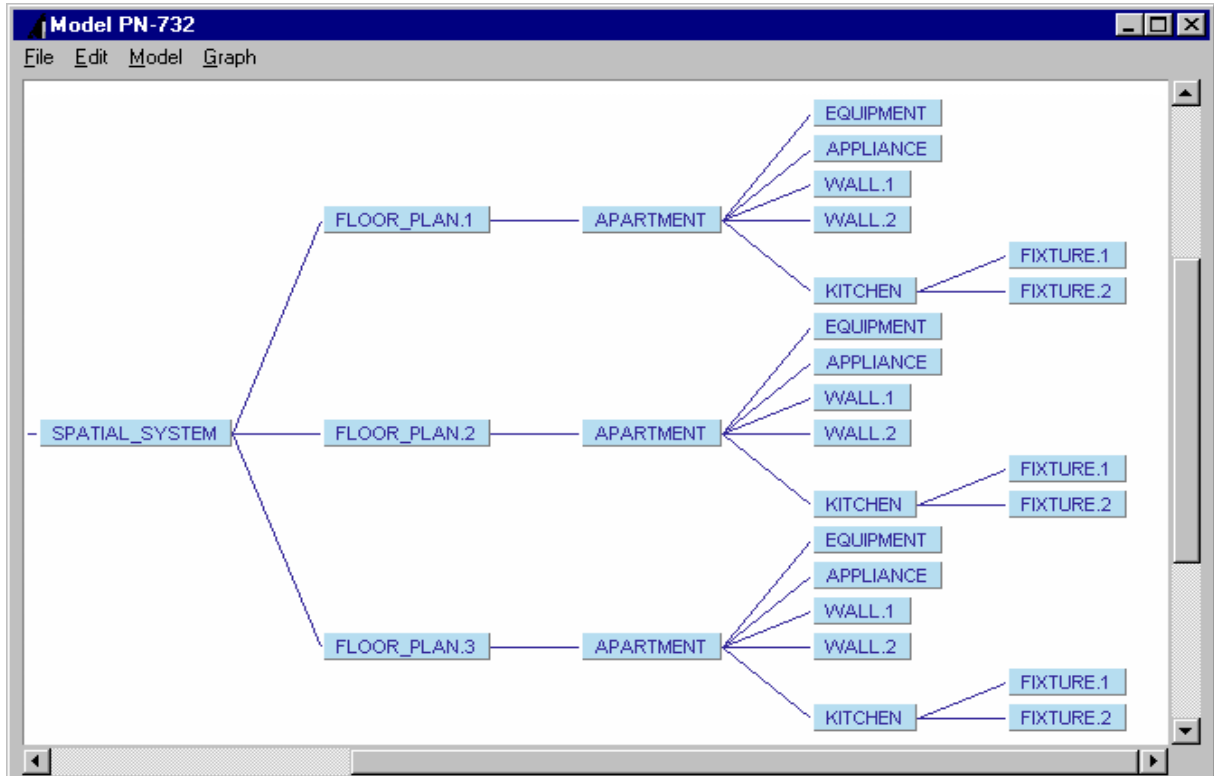 Model PN-732
File Edit Model Graph
EQUIPMENT
APPLIANCE
WALL.1
FLOOR_PLAN.1 APARTMENT WALL.2
FIXTURE.1
KITCHEN FIXTURE.2
EQUIPMENT
APPLIANCE
WALL.1
SPATIAL_SYSTEM FLOOR_PLAN.2 APARTMENT WALL.2
FIXTURE.1
KITCHEN FIXTURE.2
EQUIPMENT
APPLIANCE
WALL.1
FLOOR_PLAN.3 APARTMENT WALL.2
FIXTURE.1
KITCHEN FIXTURE.2